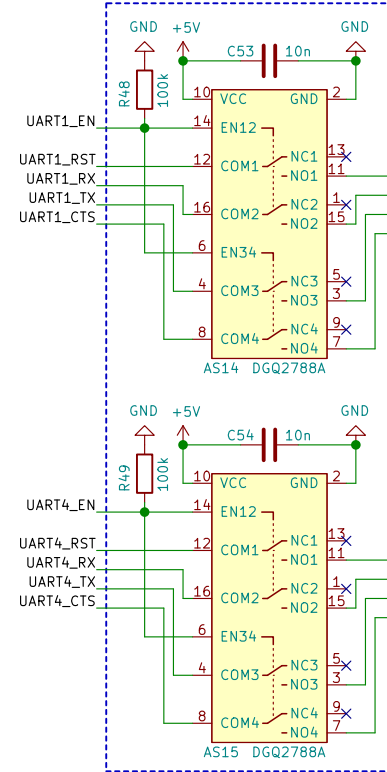 GND +5V GND
C53 10n
R48 100k
10 VCC GND 2
UART1_EN 14 EN12
13 NC1
UART1_RST 12 COM1 NO1 11
UART1_RX
1 NC2
UART1_TX 16 COM2 NO2 15
UART1_CTS
6 EN34
5 NC3
4 COM3 NO3 3
9 NC4
8 COM4 NO4 7
AS14 DGQ2788A
GND +5V GND
C54 10n
R49 100k
10 VCC GND 2
UART4_EN 14 EN12
13 NC1
UART4_RST 12 COM1 NO1 11
UART4_RX
1 NC2
UART4_TX 16 COM2 NO2 15
UART4_CTS
6 EN34
5 NC3
4 COM3 NO3 3
9 NC4
8 COM4 NO4 7
AS15 DGQ2788A